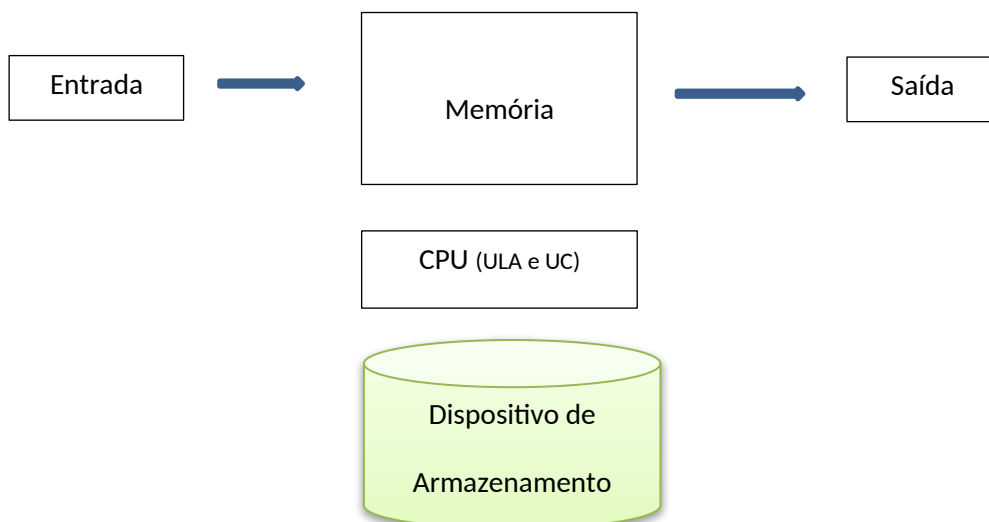 Entrada
Memória
Saída
CPU (ULA e UC)
Dispositivo de
Armazenamento